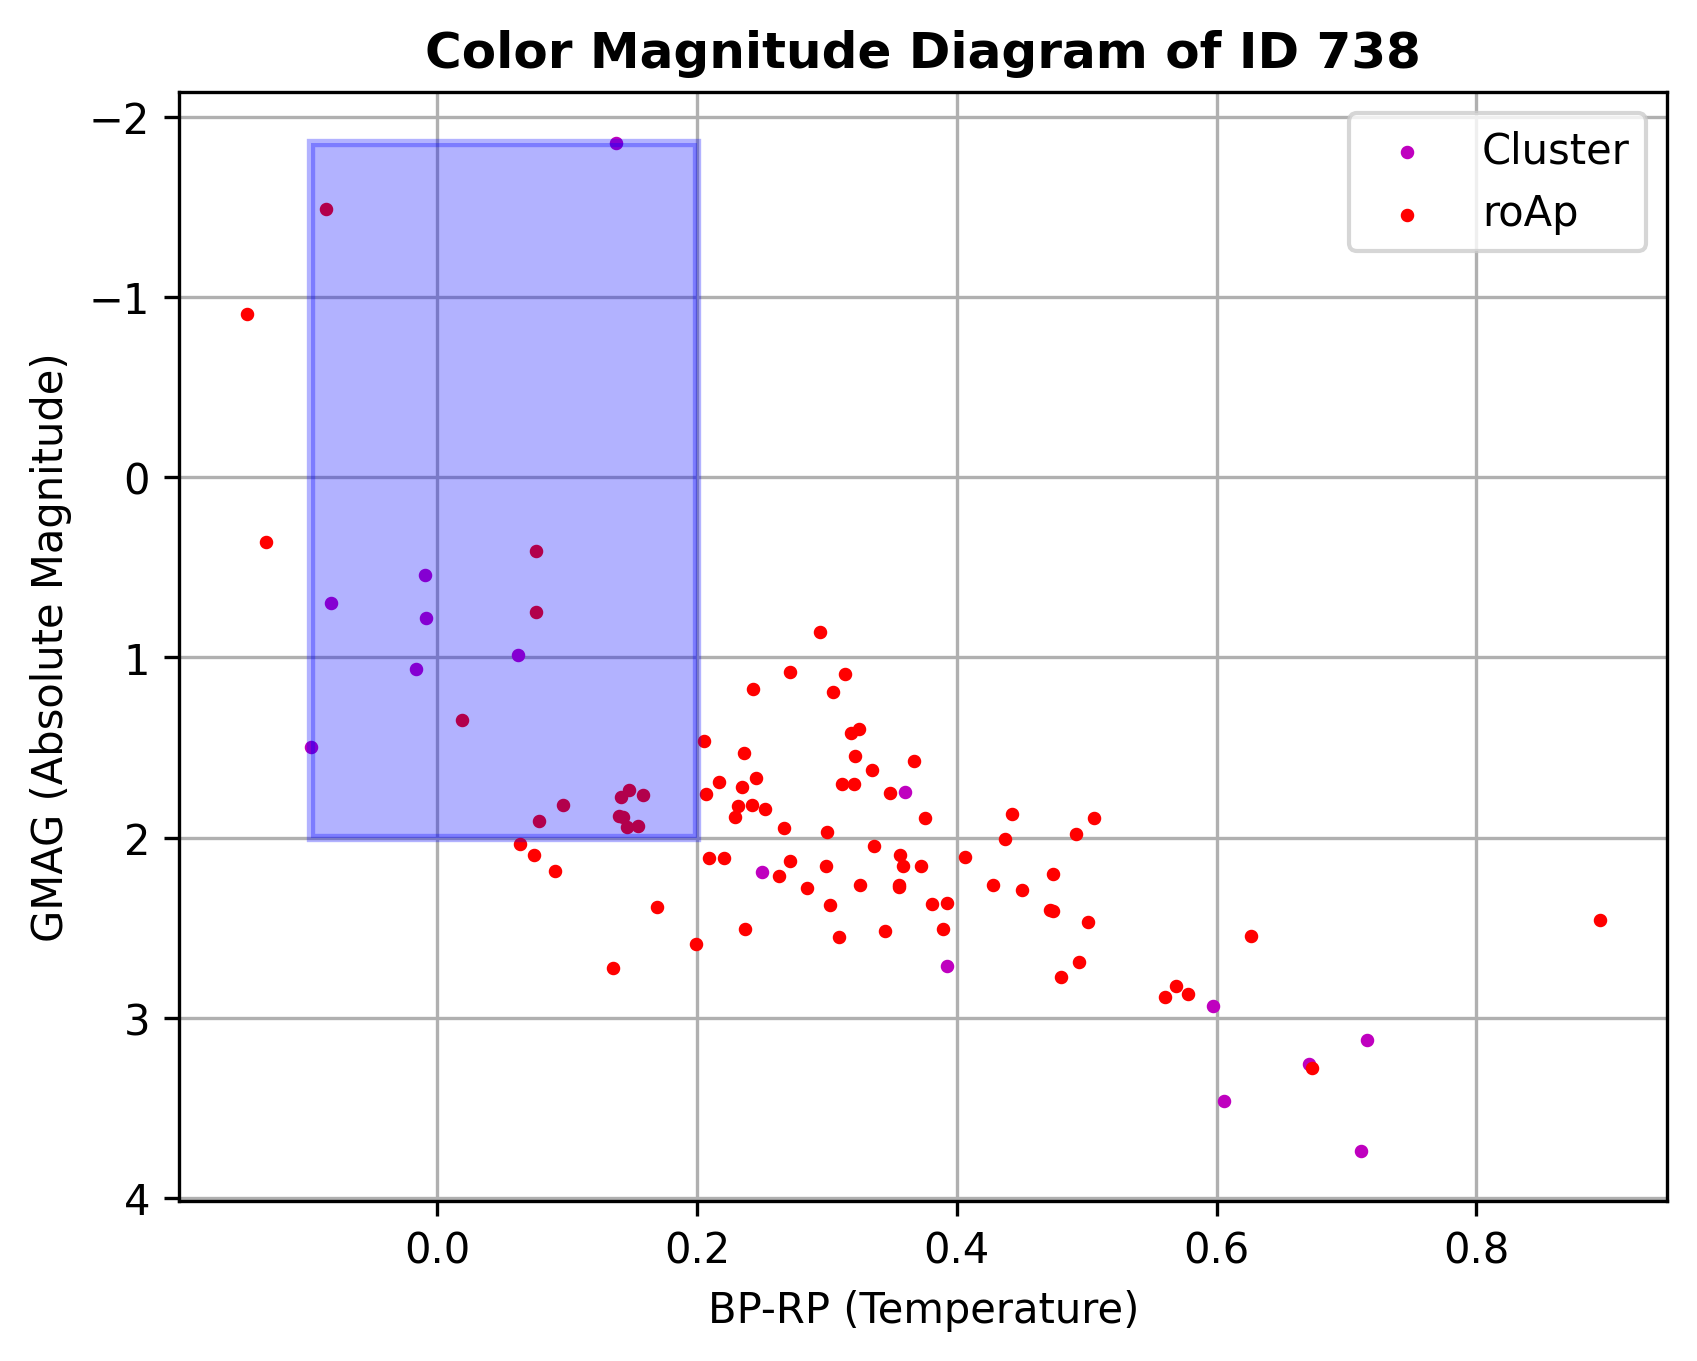 Color Magnitude Diagram of ID 738
Cluster
roAp
GMAG (Absolute Magnitude)
−2
−1
0
1
2
3
4
0.0 0.2 0.4 0.6 0.8
BP-RP (Temperature)